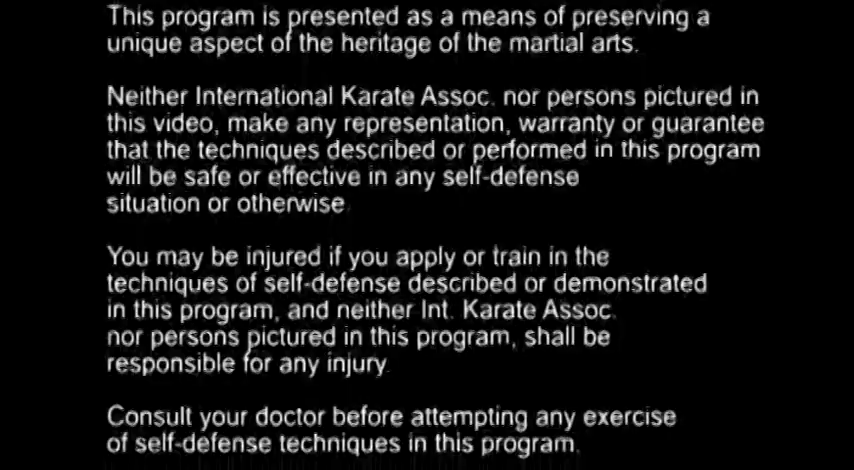 This program is presented as a means of preserving a
unique aspect of the heritage of the martial arts.
Neither International Karate Assoc. nor persons pictured in
this video, make any representation, warranty or guarantee
that the techniques described or performed in this program
will be safe or effective in any self-defense
situation or otherwise.
You may be injured if you apply or train in the
techniques of self-defense described or demonstrated
in this program, and neither Int. Karate Assoc.
nor persons pictured in this program, shall be
responsible for any injury.
Consult your doctor before attempting any exercise
of self-defense techniques in this program.